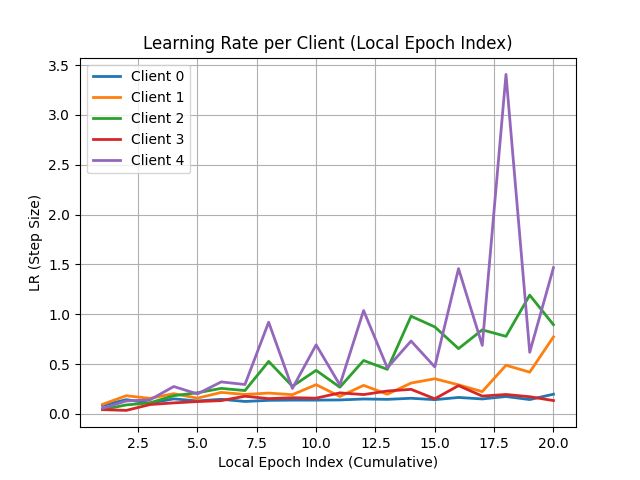 Learning Rate per Client (Local Epoch Index)
Client 0
Client 1
Client 2
Client 3
Client 4
LR (Step Size)
3.5
3.0
2.5
2.0
1.5
1.0
0.5
0.0
2.5 5.0 7.5 10.0 12.5 15.0 17.5 20.0
Local Epoch Index (Cumulative)